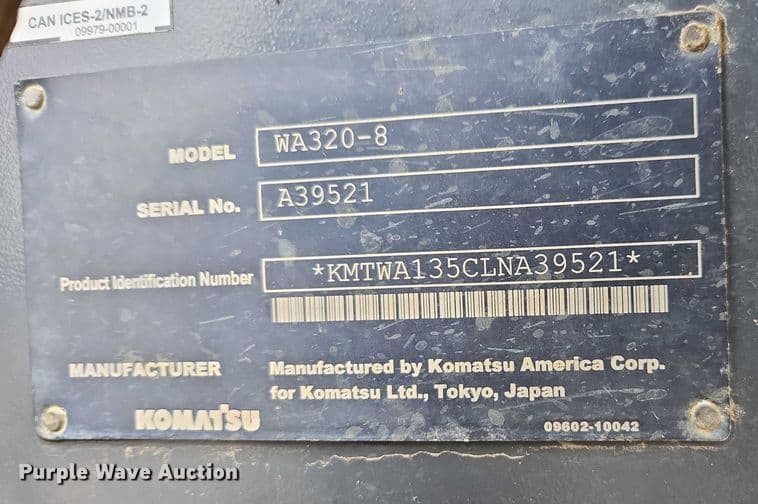 CAN ICES-2/NMB-2
09979-00001
MODEL WA320-8
SERIAL No. A39521
Product Identification Number *KMTWA135CLNA39521*
MANUFACTURER Manufactured by Komatsu America Corp.
for Komatsu Ltd., Tokyo, Japan
KOMATSU 09602-10042
Purple Wave Auction